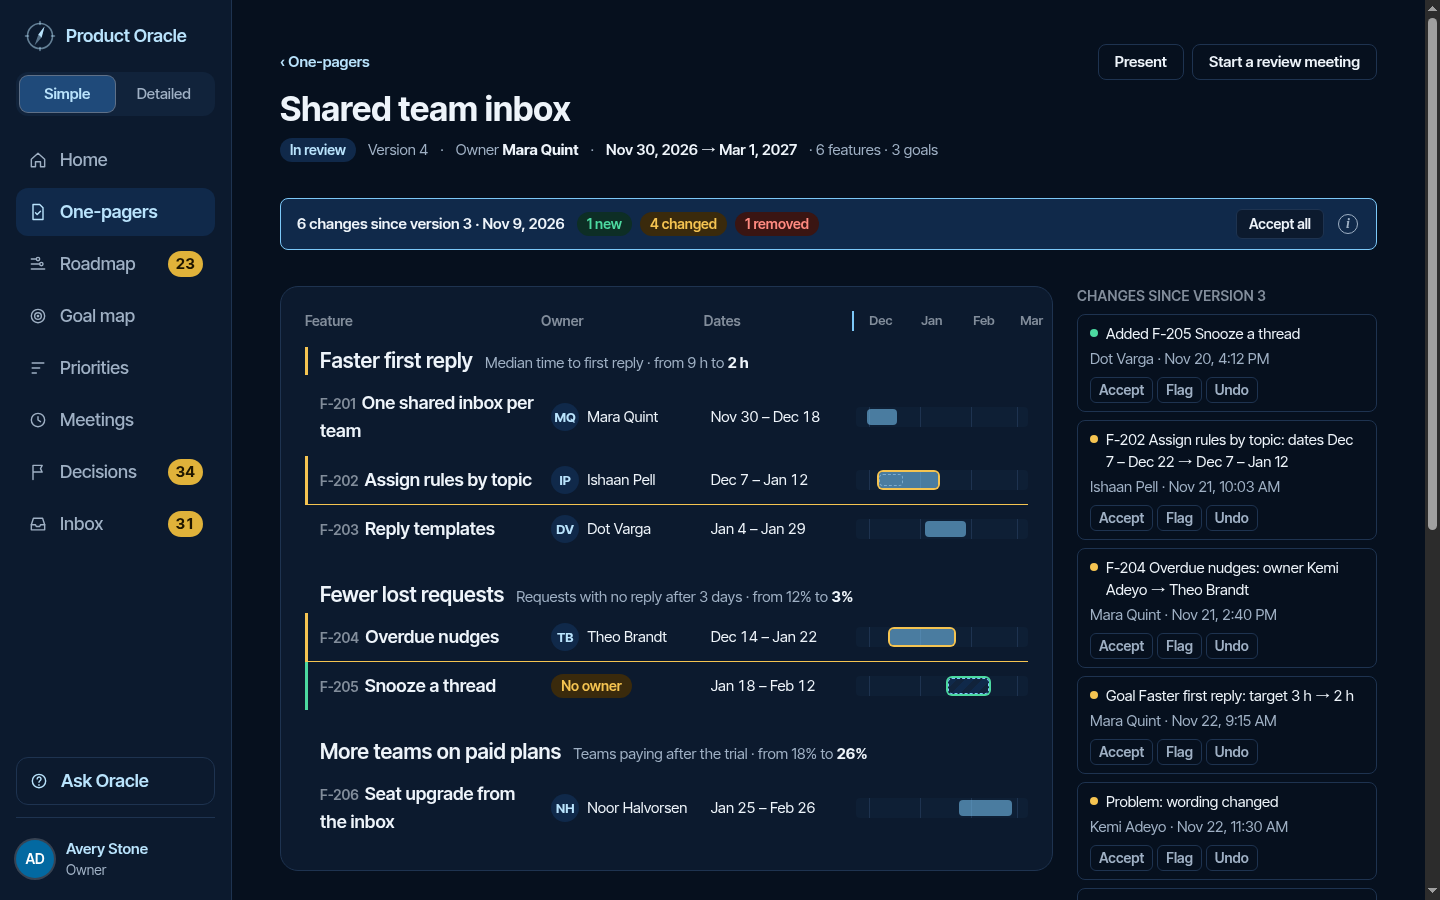 Product Oracle
Simple
Detailed
Home
One-pagers
Roadmap 23
Goal map
Priorities
Meetings
Decisions 34
Inbox 31
Ask Oracle
AD
Avery Stone
Owner
‹ One-pagers
Present
Start a review meeting
Shared team inbox
In review Version 4 · Owner Mara Quint · Nov 30, 2026 → Mar 1, 2027 · 6 features · 3 goals
6 changes since version 3 · Nov 9, 2026 1 new 4 changed 1 removed Accept all i
Feature Owner Dates Dec Jan Feb Mar
Faster first reply Median time to first reply · from 9 h to 2 h
F-201 One shared inbox per
team
MQ Mara Quint Nov 30 – Dec 18
F-202 Assign rules by topic IP Ishaan Pell Dec 7 – Jan 12
F-203 Reply templates DV Dot Varga Jan 4 – Jan 29
Fewer lost requests Requests with no reply after 3 days · from 12% to 3%
F-204 Overdue nudges TB Theo Brandt Dec 14 – Jan 22
F-205 Snooze a thread No owner Jan 18 – Feb 12
More teams on paid plans Teams paying after the trial · from 18% to 26%
F-206 Seat upgrade from
the inbox
NH Noor Halvorsen Jan 25 – Feb 26
CHANGES SINCE VERSION 3
Added F-205 Snooze a thread
Dot Varga · Nov 20, 4:12 PM
Accept Flag Undo
F-202 Assign rules by topic: dates Dec
7 – Dec 22 → Dec 7 – Jan 12
Ishaan Pell · Nov 21, 10:03 AM
Accept Flag Undo
F-204 Overdue nudges: owner Kemi
Adeyo → Theo Brandt
Mara Quint · Nov 21, 2:40 PM
Accept Flag Undo
Goal Faster first reply: target 3 h → 2 h
Mara Quint · Nov 22, 9:15 AM
Accept Flag Undo
Problem: wording changed
Kemi Adeyo · Nov 22, 11:30 AM
Accept Flag Undo